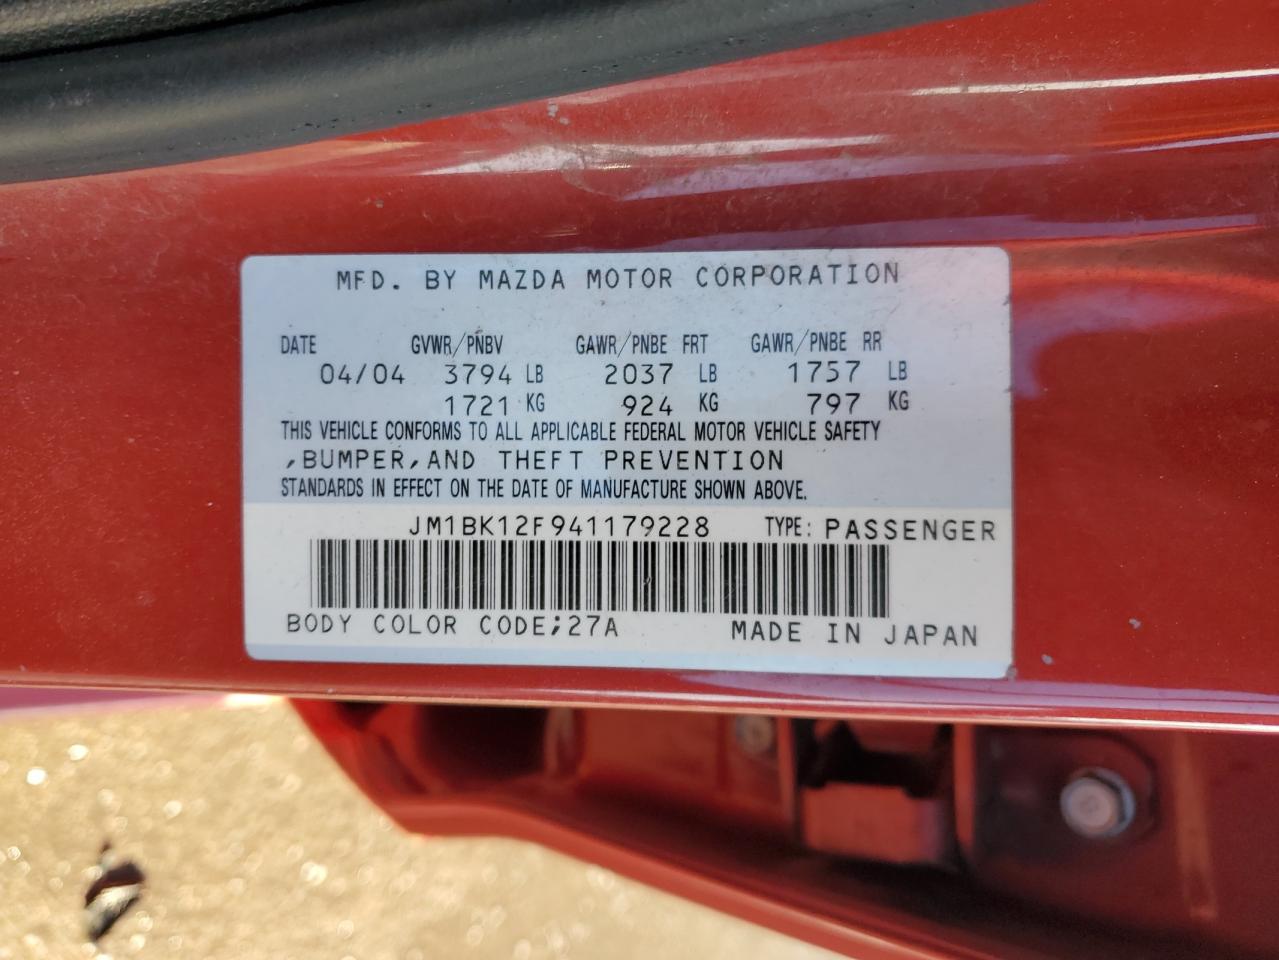 MFD. BY MAZDA MOTOR CORPORATION
DATE GVWR/PNBV GAWR/PNBE FRT GAWR/PNBE RR
04/04 3794 LB 2037 LB 1757 LB
1721 KG 924 KG 797 KG
THIS VEHICLE CONFORMS TO ALL APPLICABLE FEDERAL MOTOR VEHICLE SAFETY
,BUMPER,AND THEFT PREVENTION
STANDARDS IN EFFECT ON THE DATE OF MANUFACTURE SHOWN ABOVE.
JM1BK12F941179228 TYPE: PASSENGER
BODY COLOR CODE;27A MADE IN JAPAN